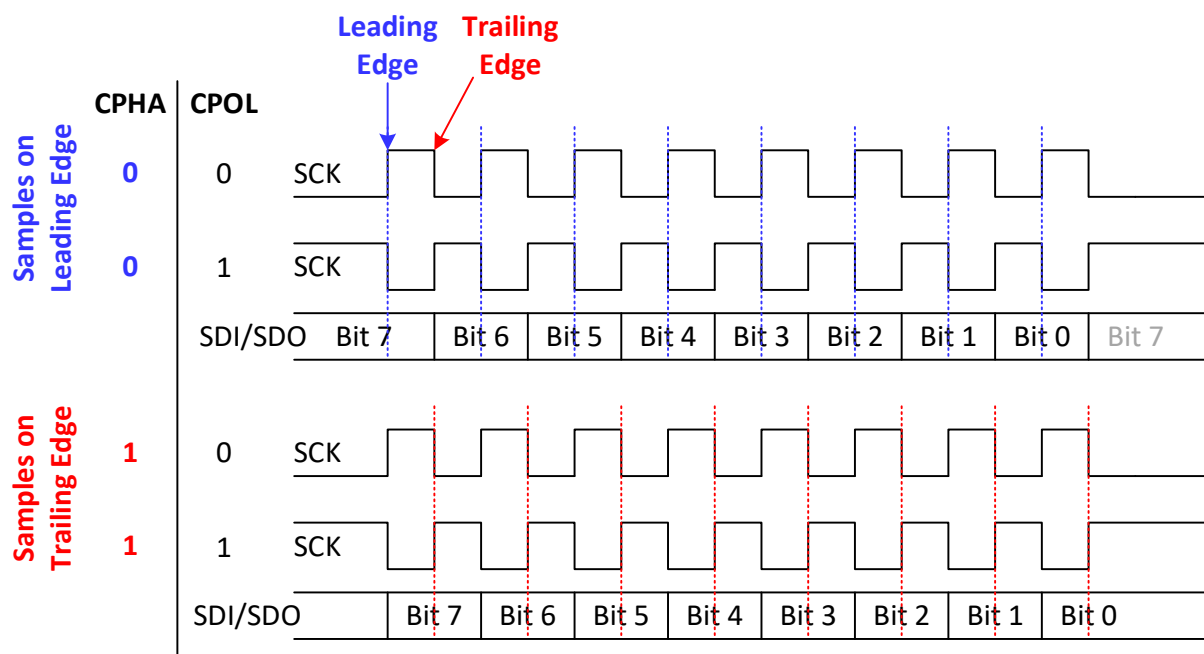 Leading Trailing
Edge Edge
CPHA CPOL
Samples on
Leading Edge
0 0 SCK
0 1 SCK
SDI/SDO Bit 7 Bit 6 Bit 5 Bit 4 Bit 3 Bit 2 Bit 1 Bit 0 Bit 7
Samples on
Trailing Edge
1 0 SCK
1 1 SCK
SDI/SDO Bit 7 Bit 6 Bit 5 Bit 4 Bit 3 Bit 2 Bit 1 Bit 0